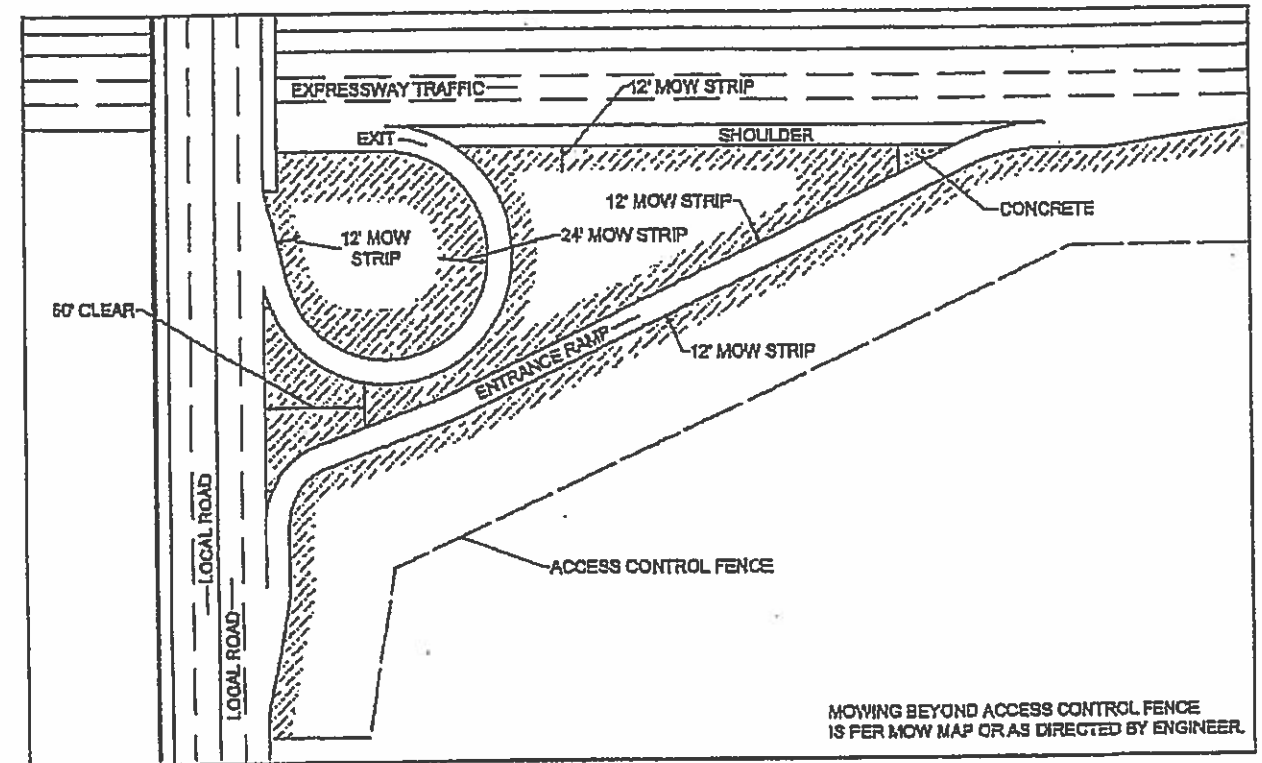 EXPRESSWAY TRAFFIC
12' MOW STRIP
EXIT
SHOULDER
12' MOW STRIP
CONCRETE
12' MOW
STRIP
24' MOW STRIP
60' CLEAR
12' MOW STRIP
ENTRANCE RAMP
LOCAL ROAD
LOCAL ROAD
ACCESS CONTROL FENCE
MOWING BEYOND ACCESS CONTROL FENCE
IS PER MOW MAP OR AS DIRECTED BY ENGINEER.